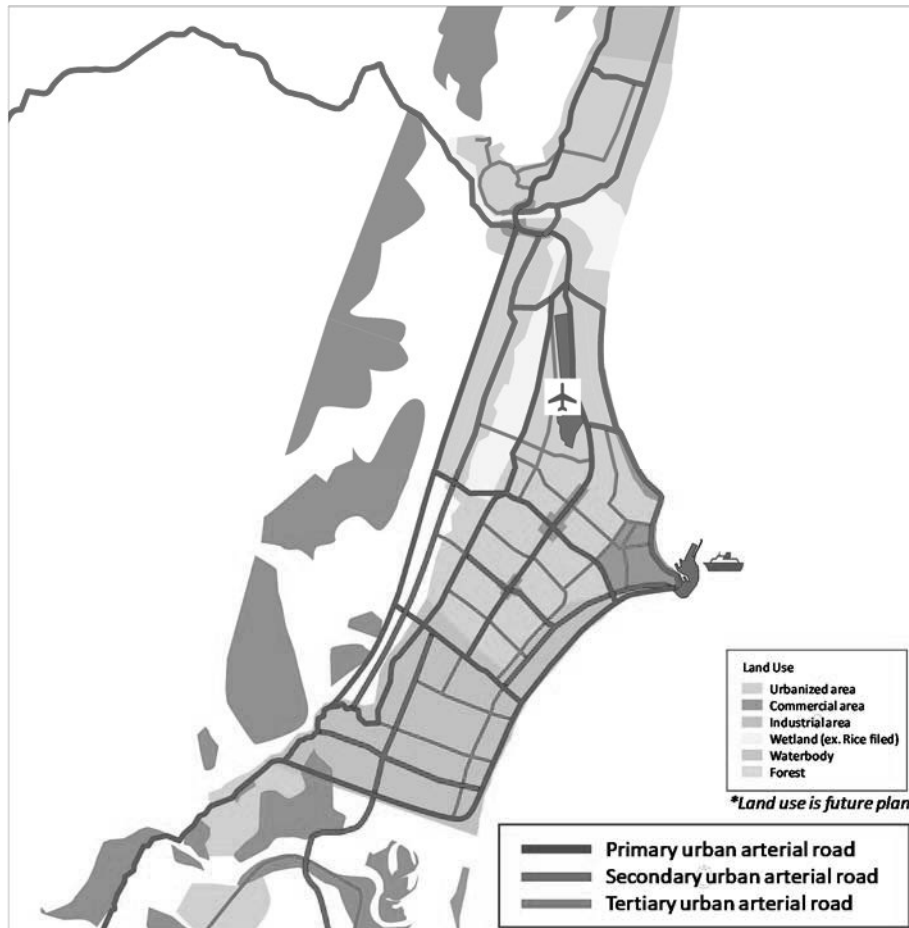 Land Use
Urbanized area
Commercial area
Industrial area
Wetland (ex. Rice filed)
Waterbody
Forest
*Land use is future plan
Primary urban arterial road
Secondary urban arterial road
Tertiary urban arterial road